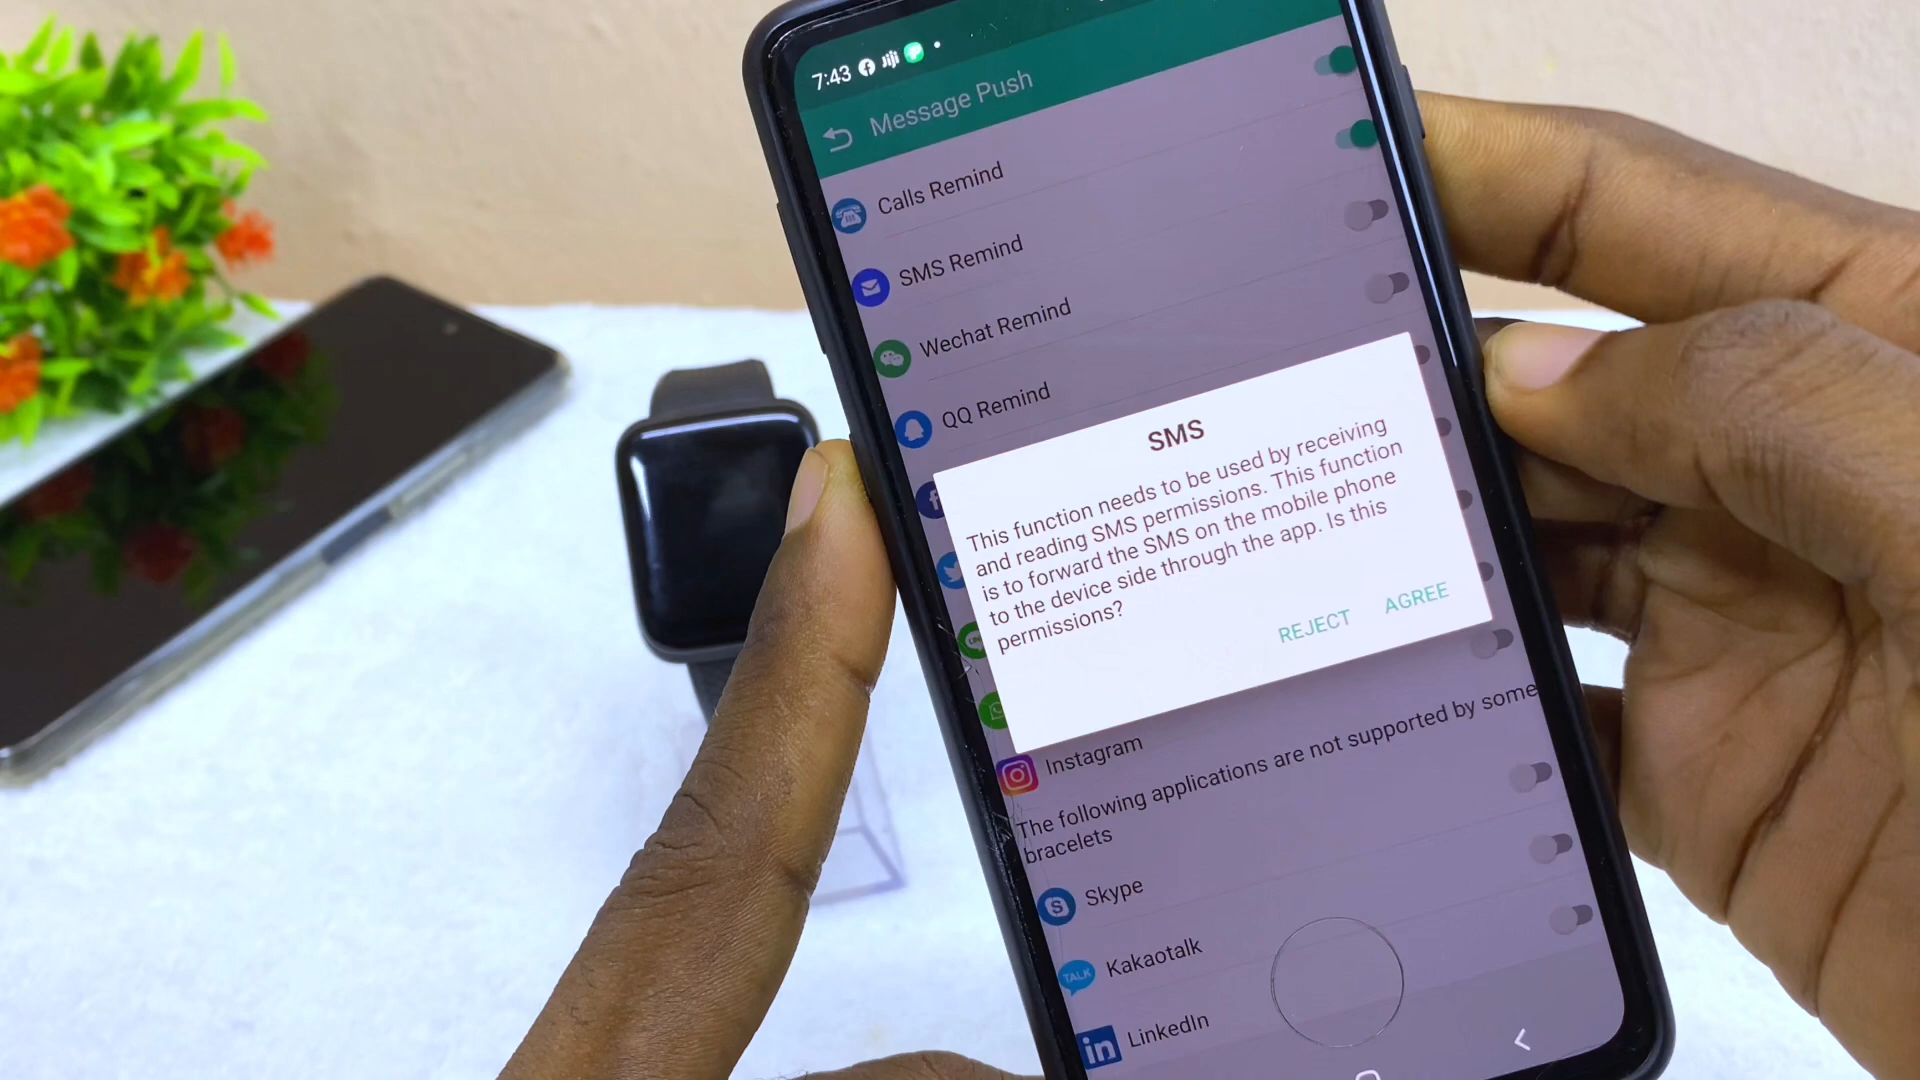 7:43 Jiji
Message Push
Calls Remind
SMS Remind
Wechat Remind
QQ Remind
SMS
This function needs to be used by receiving
and reading SMS permissions. This function
is to forward the SMS on the mobile phone
to the device side through the app. Is this
permissions?
REJECT AGREE
Instagram
The following applications are not supported by some
bracelets
S Skype
TALK Kakaotalk
in LinkedIn